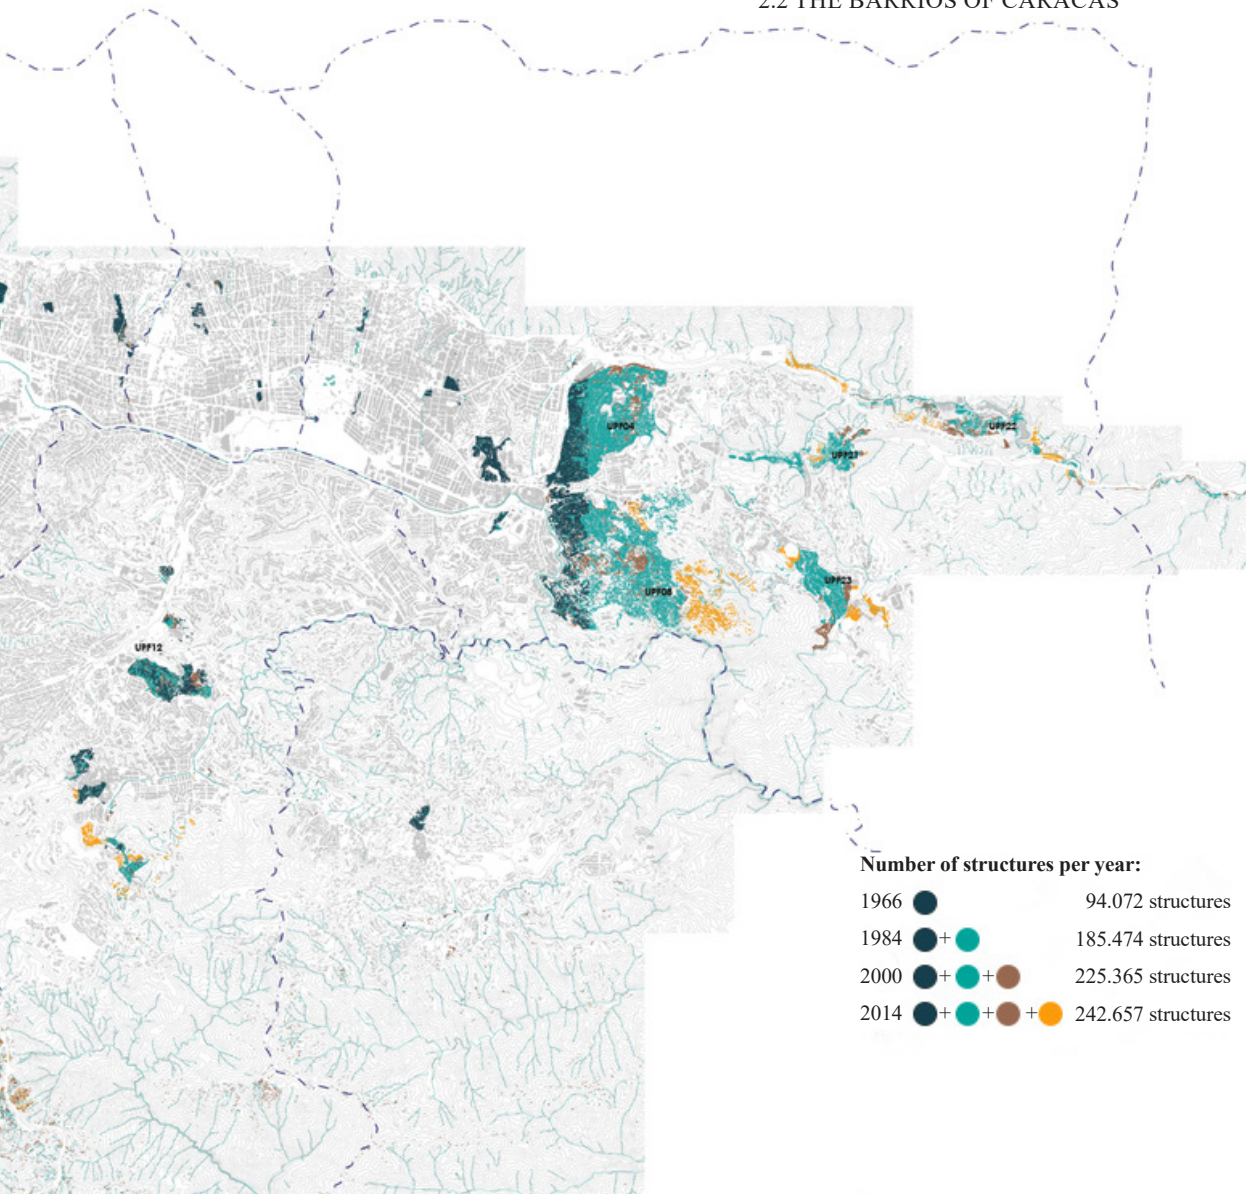 2.2 THE BARRIOS OF CARACAS
UPF04
UPF22
UPF21
UPF23
UPF08
UPF12
Number of structures per year:
1966 94.072 structures
1984 + 185.474 structures
2000 + + 225.365 structures
2014 + + + 242.657 structures